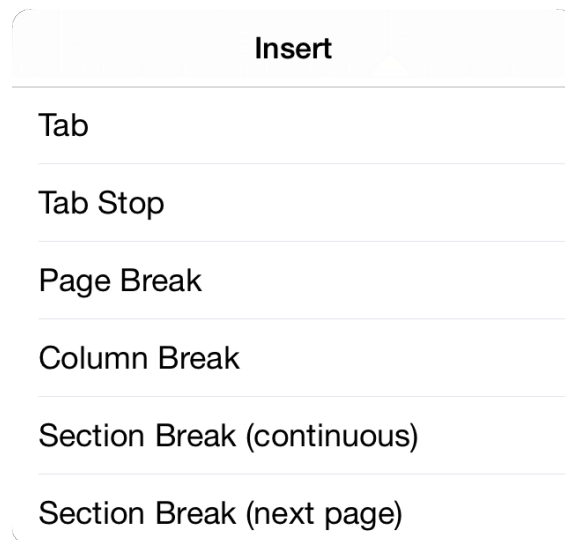 Insert
Tab
Tab Stop
Page Break
Column Break
Section Break (continuous)
Section Break (next page)